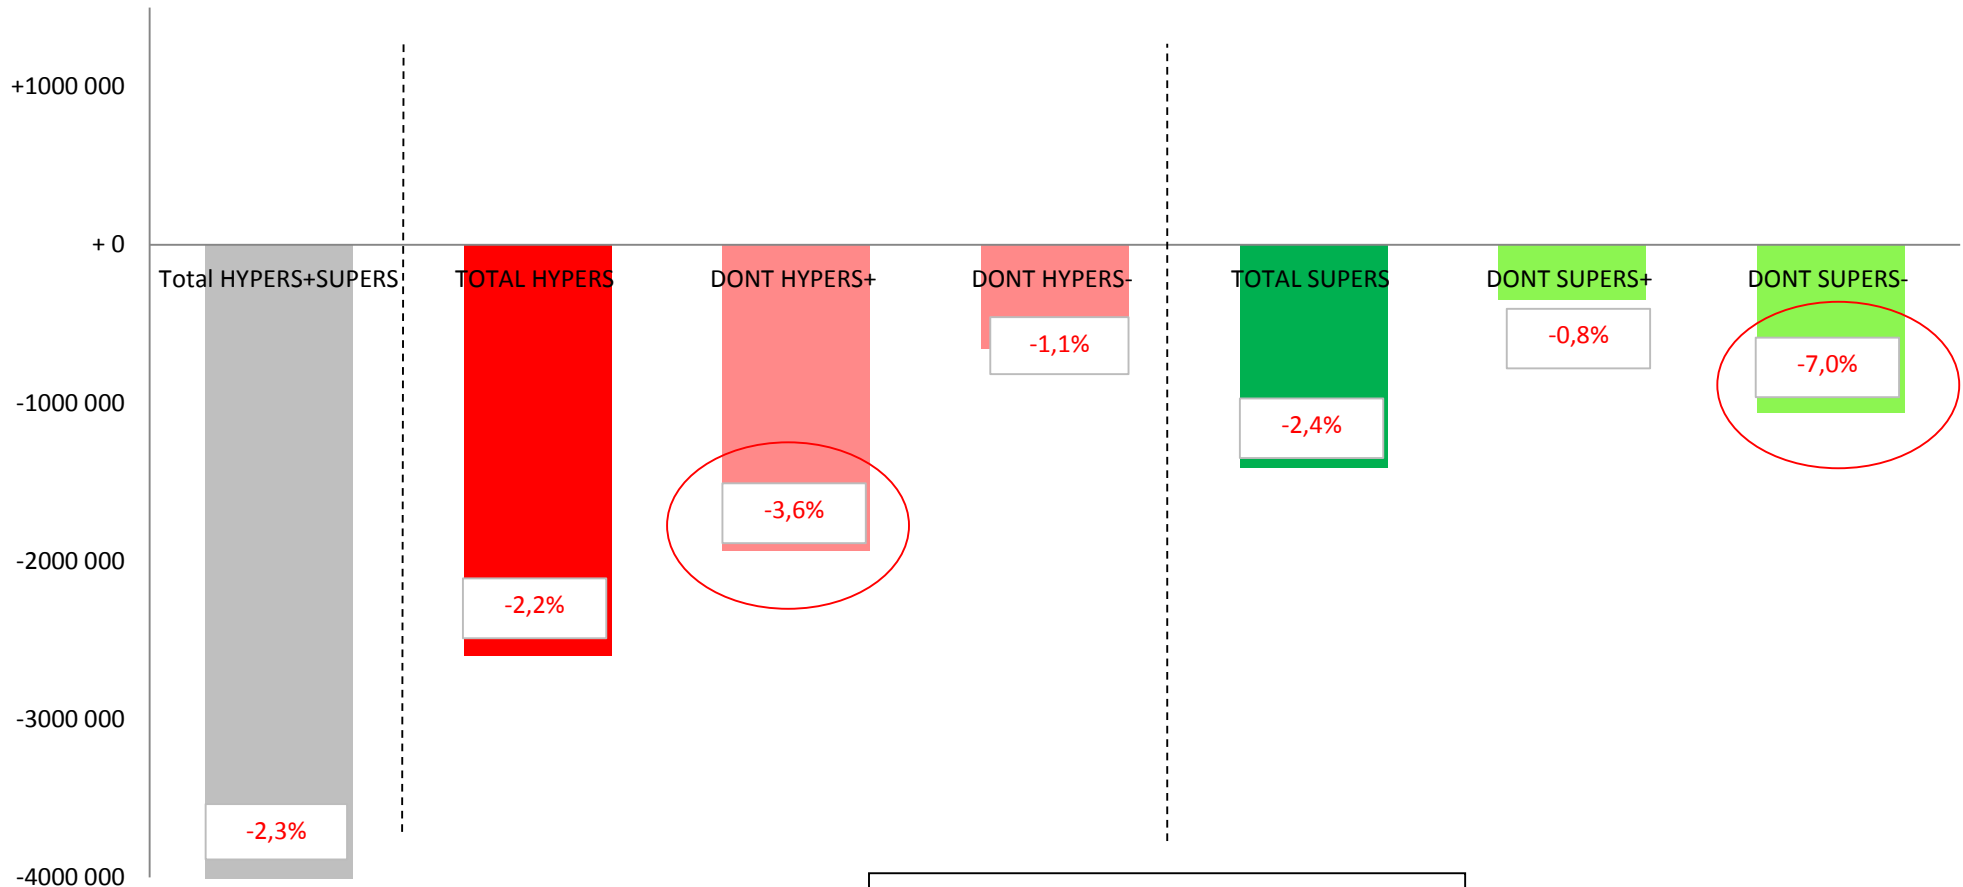 +1000 000
+ 0
Total HYPERS+SUPERS
TOTAL HYPERS
DONT HYPERS+
DONT HYPERS-
TOTAL SUPERS
DONT SUPERS+
DONT SUPERS-
-1,1%
-0,8%
-7,0%
-1000 000
-2,4%
-3,6%
-2000 000
-2,2%
-3000 000
-2,3%
-4000 000